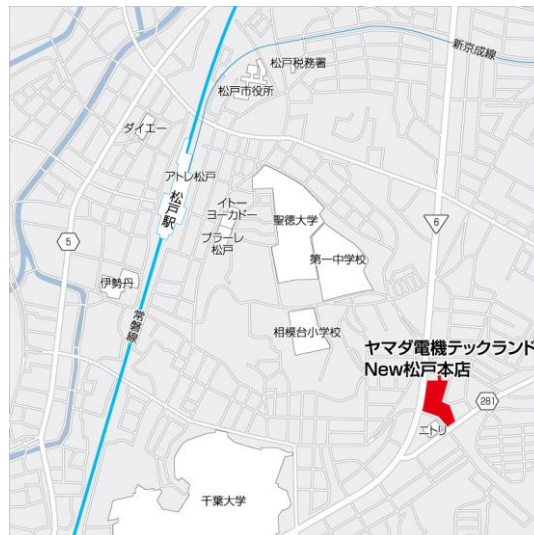 新京成線
松戸税務署
松戸市役所
ダイエー
アトレ松戸
松戸駅
イトー
ヨーカドー
プラーレ
松戸
聖徳大学
第一中学校
6
5
伊勢丹
常磐線
相模台小学校
ヤマダ電機テックランド
New松戸本店
281
ニトリ
千葉大学